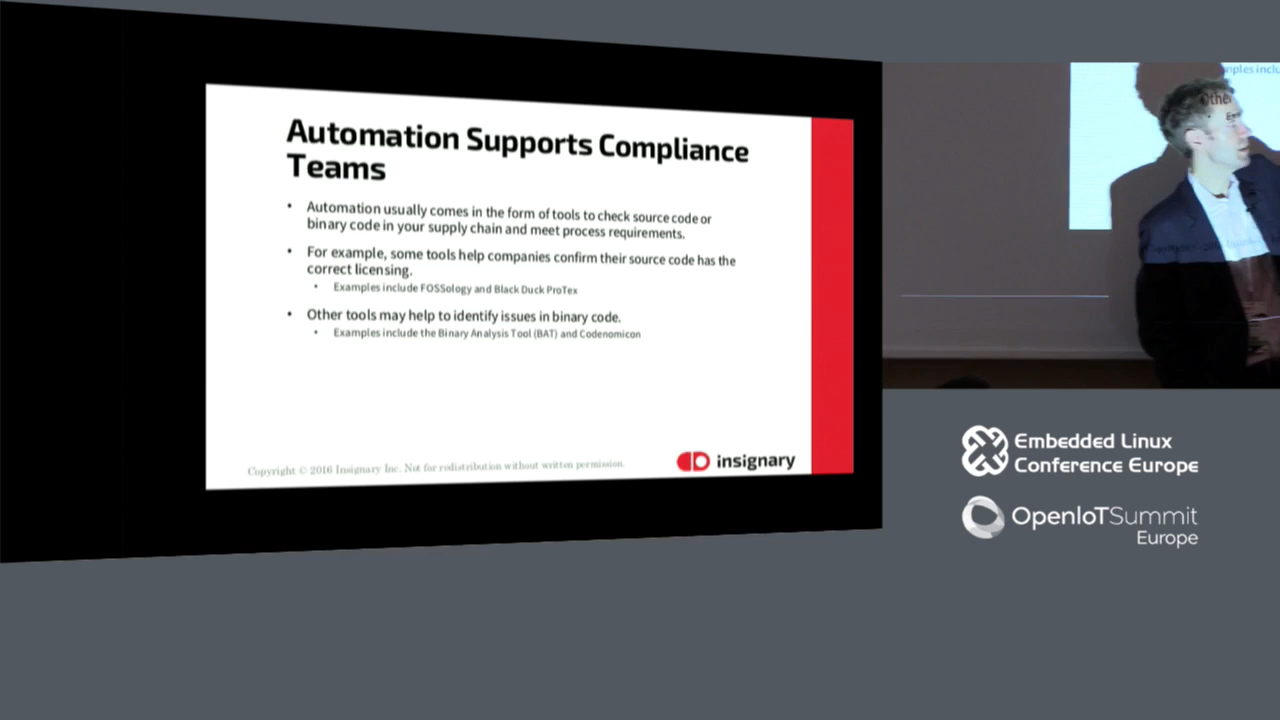 Automation Supports Compliance
Teams
• Automation usually comes in the form of tools to check source code or
binary code in your supply chain and meet process requirements.
• For example, some tools help companies confirm their source code has the
correct licensing.
• Examples include FOSSology and Black Duck ProTex
• Other tools may help to identify issues in binary code.
• Examples include the Binary Analysis Tool (BAT) and Codenomicon
Copyright © 2016 Insignary Inc. Not for redistribution without written permission.
insignary
Othe
Embedded Linux
Conference Europe
OpenIoTSummit
Europe